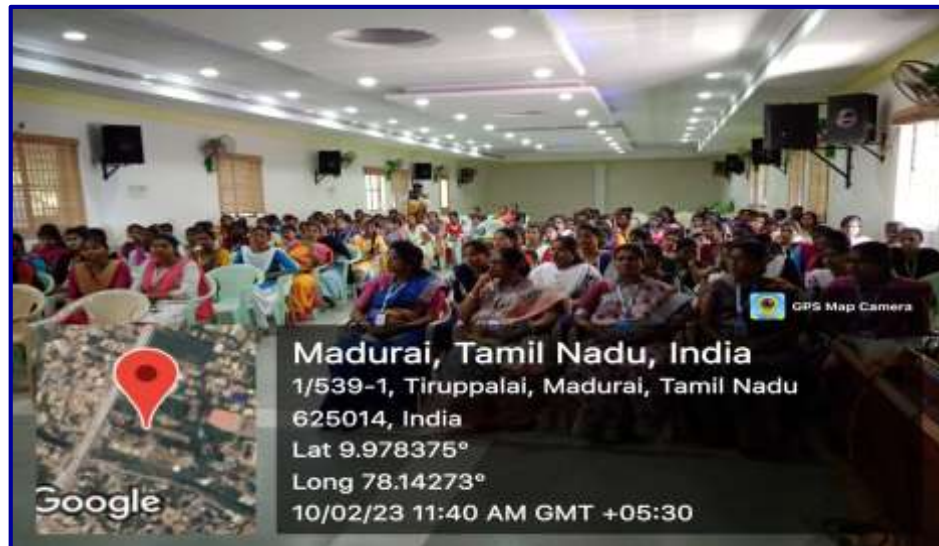 GPS Map Camera
Madurai, Tamil Nadu, India
1/539-1, Tiruppalai, Madurai, Tamil Nadu
625014, India
Lat 9.978375°
Long 78.14273°
10/02/23 11:40 AM GMT +05:30
Google